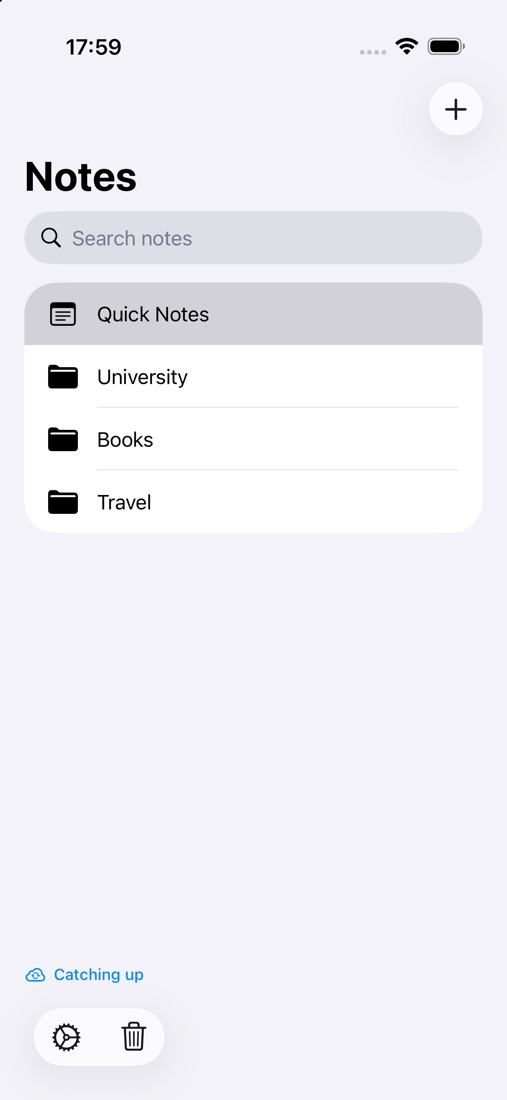 17:59
Notes
Search notes
Quick Notes
University
Books
Travel
Catching up